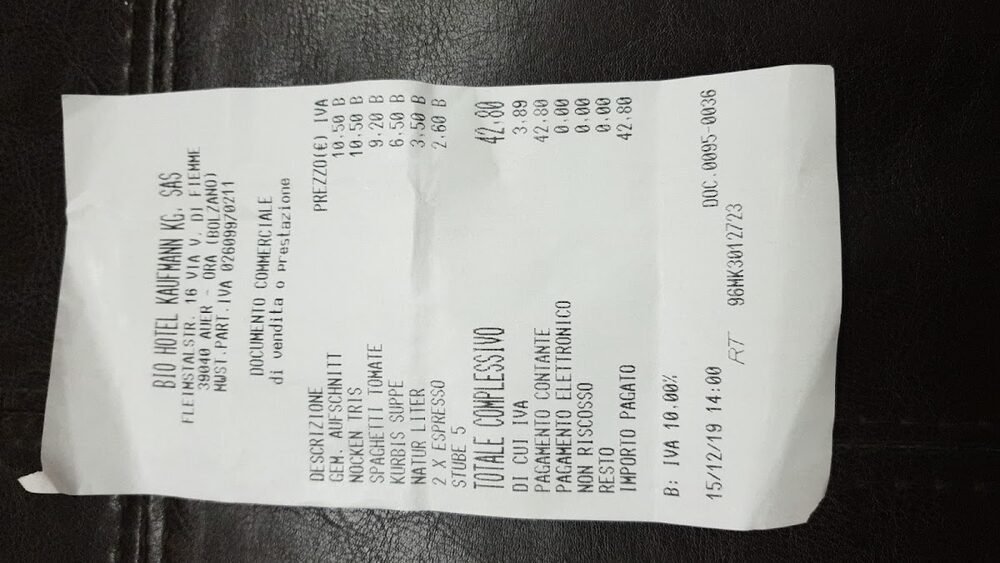 BIO HOTEL KAUFMANN KG. SAS
FLEIMSTALSTR. 16 VIA V. DI FIEMME
39040 AUER - ORA (BOLZANO)
MWST.PART.IVA 02609970211
DOCUMENTO COMMERCIALE
di vendita o prestazione
DESCRIZIONE PREZZO(€) IVA
GEM. AUFSCHNITT 10.50 B
NOCKEN TRIS 10.50 B
SPAGHETTI TOMATE 9.20 B
KURBIS SUPPE 6.50 B
NATUR LITER 3.50 B
2 X ESPRESSO 2.60 B
STUBE 5
TOTALE COMPLESSIVO 42,80
DI CUI IVA 3,89
PAGAMENTO CONTANTE 42.80
PAGAMENTO ELETTRONICO 0.00
NON RISCOSSO 0.00
RESTO 0.00
IMPORTO PAGATO 42.80
B: IVA 10.00%
15/12/19 14:00 DOC.0095-0036
RT 96MK3012723